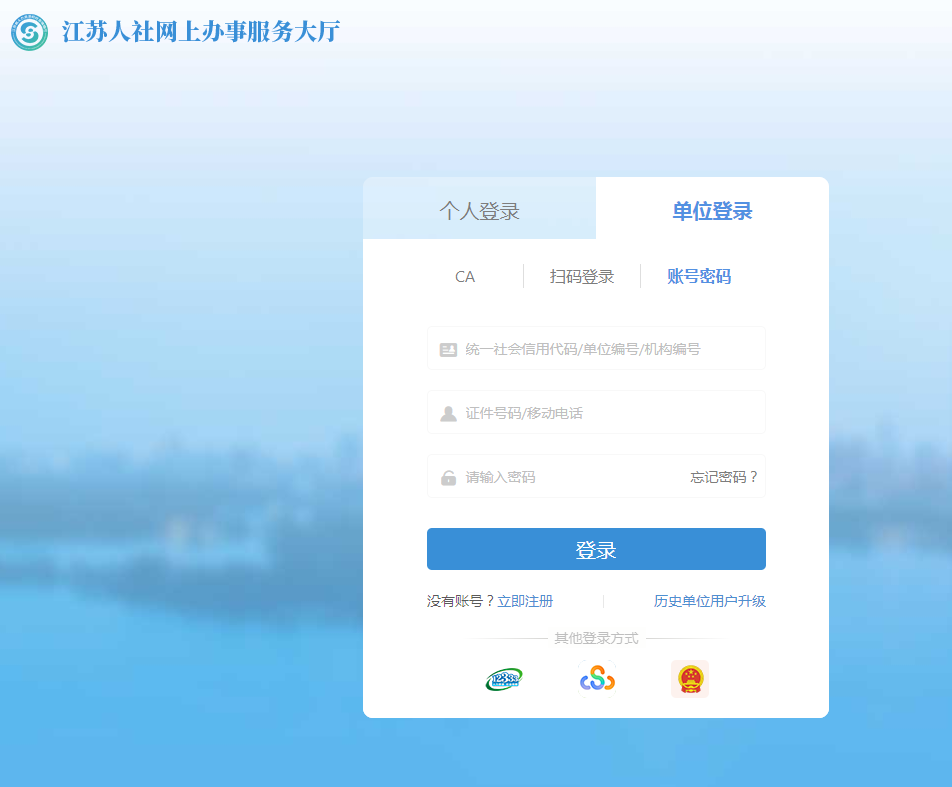 江苏人社网上办事服务大厅
个人登录 单位登录
CA 扫码登录 账号密码
统一社会信用代码/单位编号/机构编号
证件号码/移动电话
请输入密码 忘记密码？
登录
没有账号？立即注册 历史单位用户升级
其他登录方式
12333